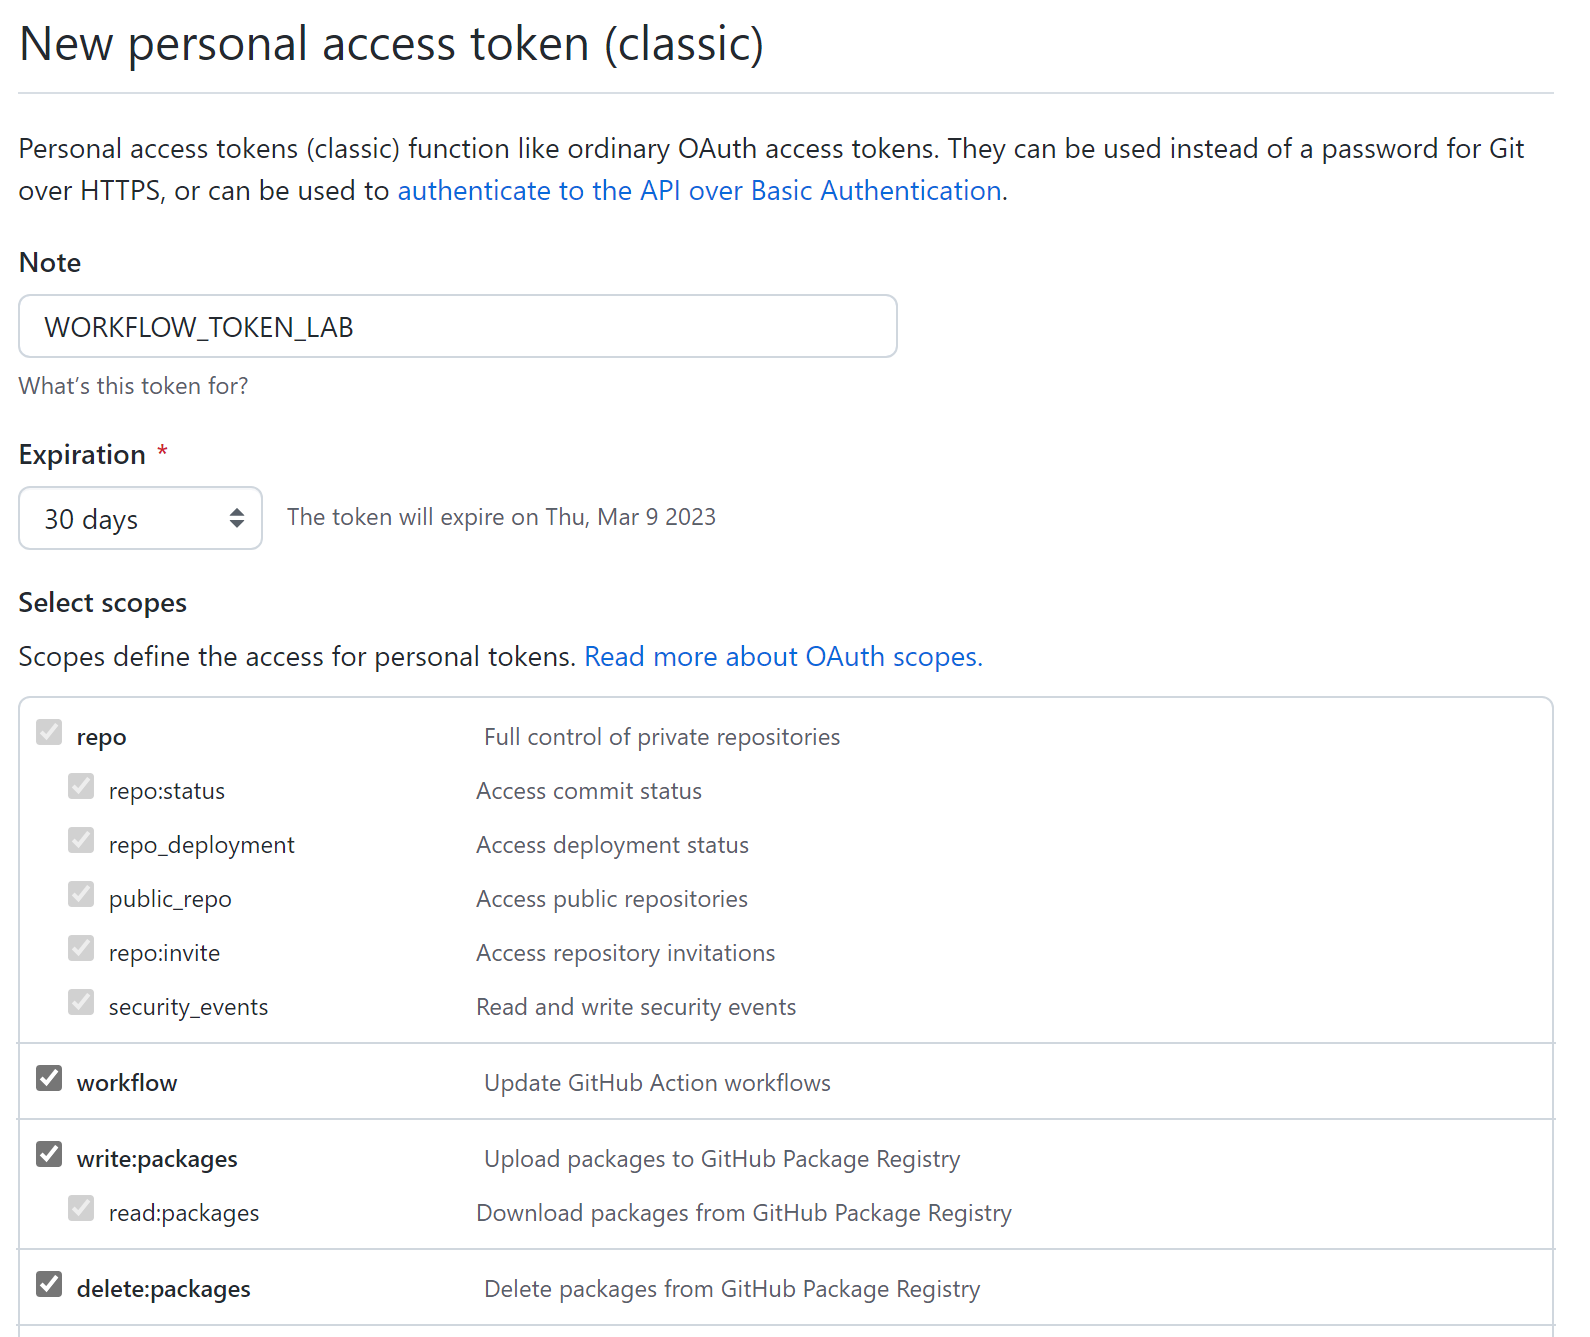 New personal access token (classic)
Personal access tokens (classic) function like ordinary OAuth access tokens. They can be used instead of a password for Git
over HTTPS, or can be used to authenticate to the API over Basic Authentication.
Note
WORKFLOW_TOKEN_LAB
What's this token for?
Expiration *
30 days The token will expire on Thu, Mar 9 2023
Select scopes
Scopes define the access for personal tokens. Read more about OAuth scopes.
repo Full control of private repositories
repo:status Access commit status
repo_deployment Access deployment status
public_repo Access public repositories
repo:invite Access repository invitations
security_events Read and write security events
workflow Update GitHub Action workflows
write:packages Upload packages to GitHub Package Registry
read:packages Download packages from GitHub Package Registry
delete:packages Delete packages from GitHub Package Registry